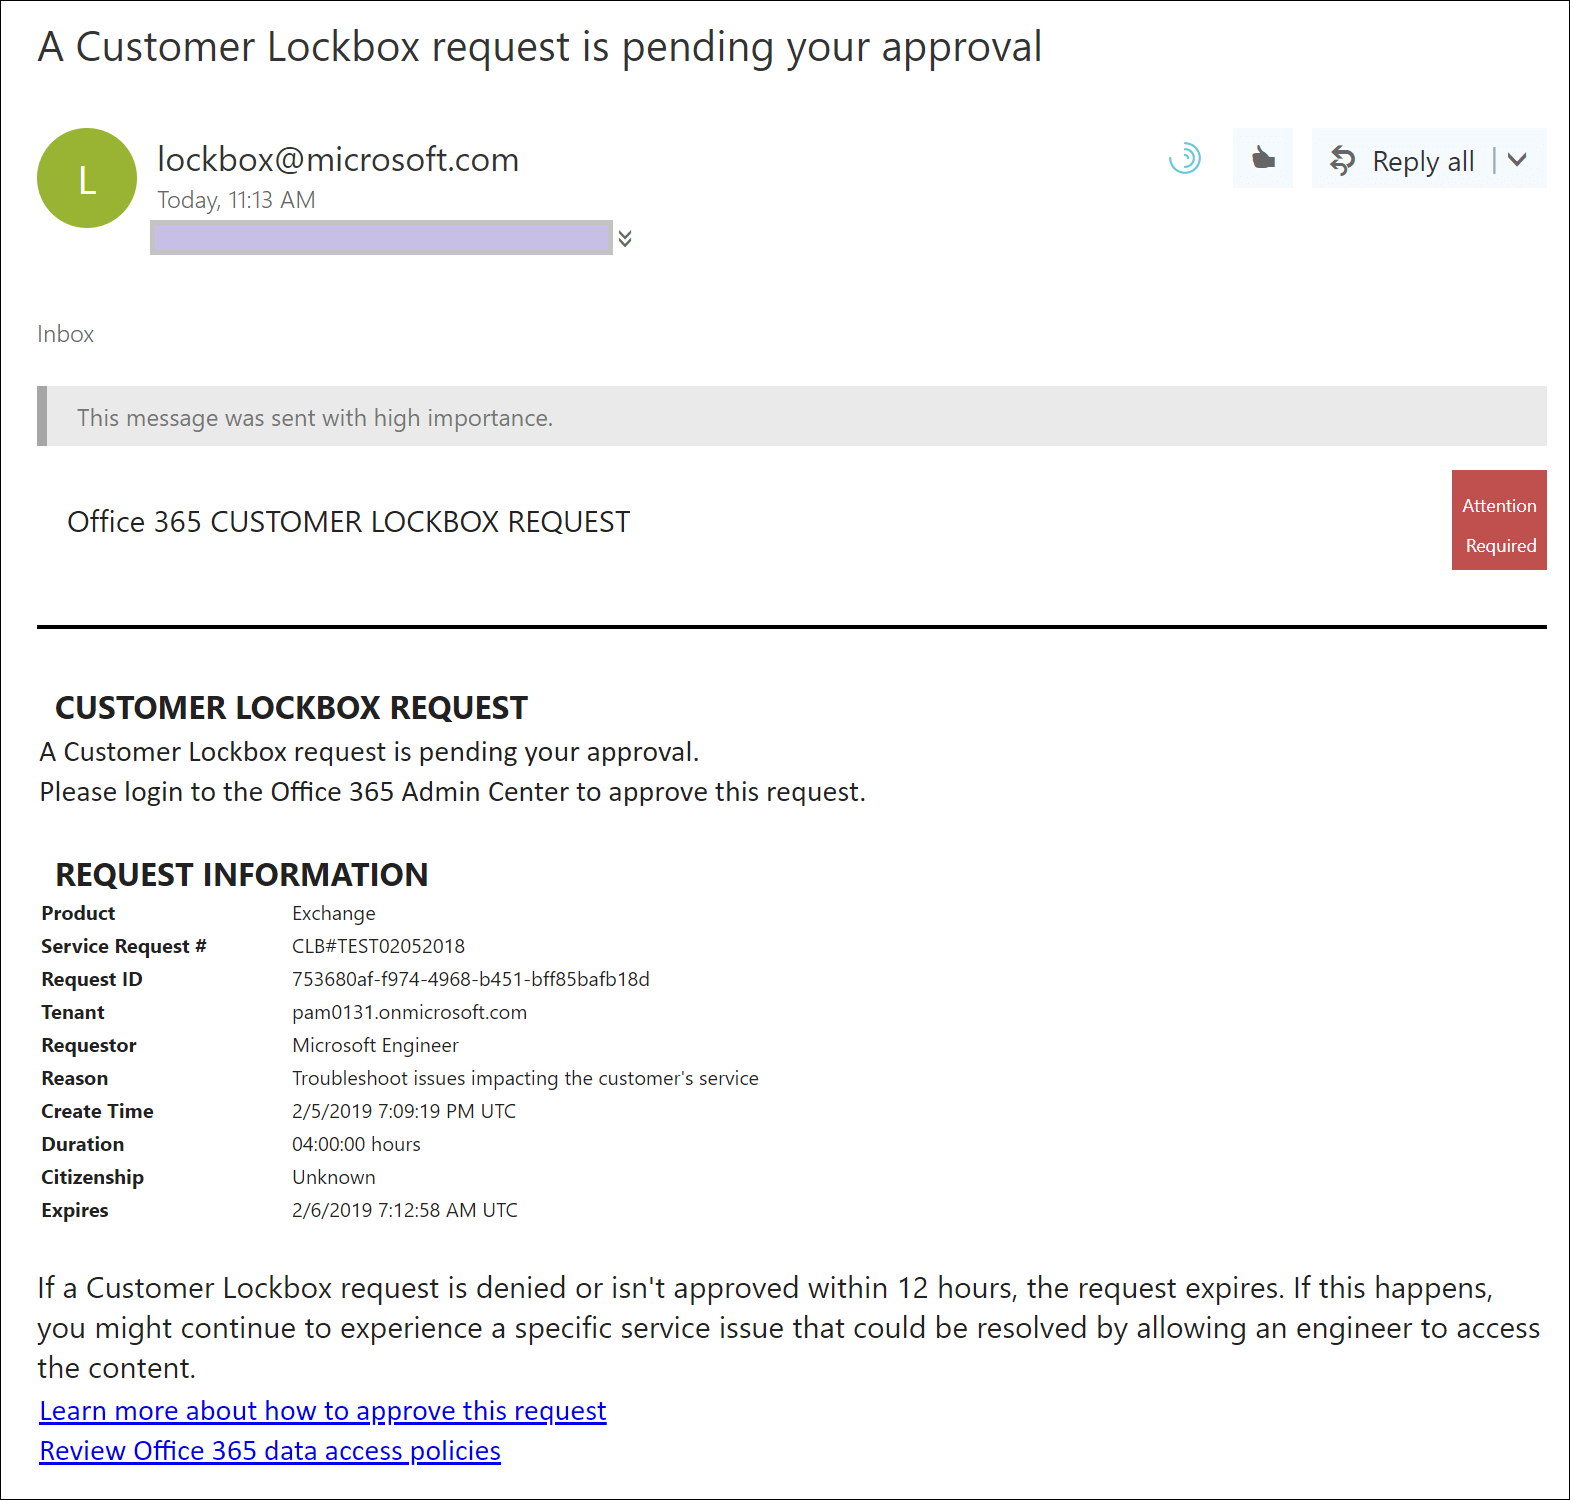 A Customer Lockbox request is pending your approval
L
lockbox@microsoft.com
Reply all
Today, 11:13 AM
Inbox
This message was sent with high importance.
Office 365 CUSTOMER LOCKBOX REQUEST
Attention
Required
CUSTOMER LOCKBOX REQUEST
A Customer Lockbox request is pending your approval.
Please login to the Office 365 Admin Center to approve this request.
REQUEST INFORMATION
Product Exchange
Service Request # CLB#TEST02052018
Request ID 753680af-f974-4968-b451-bff85bafb18d
Tenant pam0131.onmicrosoft.com
Requestor Microsoft Engineer
Reason Troubleshoot issues impacting the customer's service
Create Time 2/5/2019 7:09:19 PM UTC
Duration 04:00:00 hours
Citizenship Unknown
Expires 2/6/2019 7:12:58 AM UTC
If a Customer Lockbox request is denied or isn't approved within 12 hours, the request expires. If this happens,
you might continue to experience a specific service issue that could be resolved by allowing an engineer to access
the content.
Learn more about how to approve this request
Review Office 365 data access policies